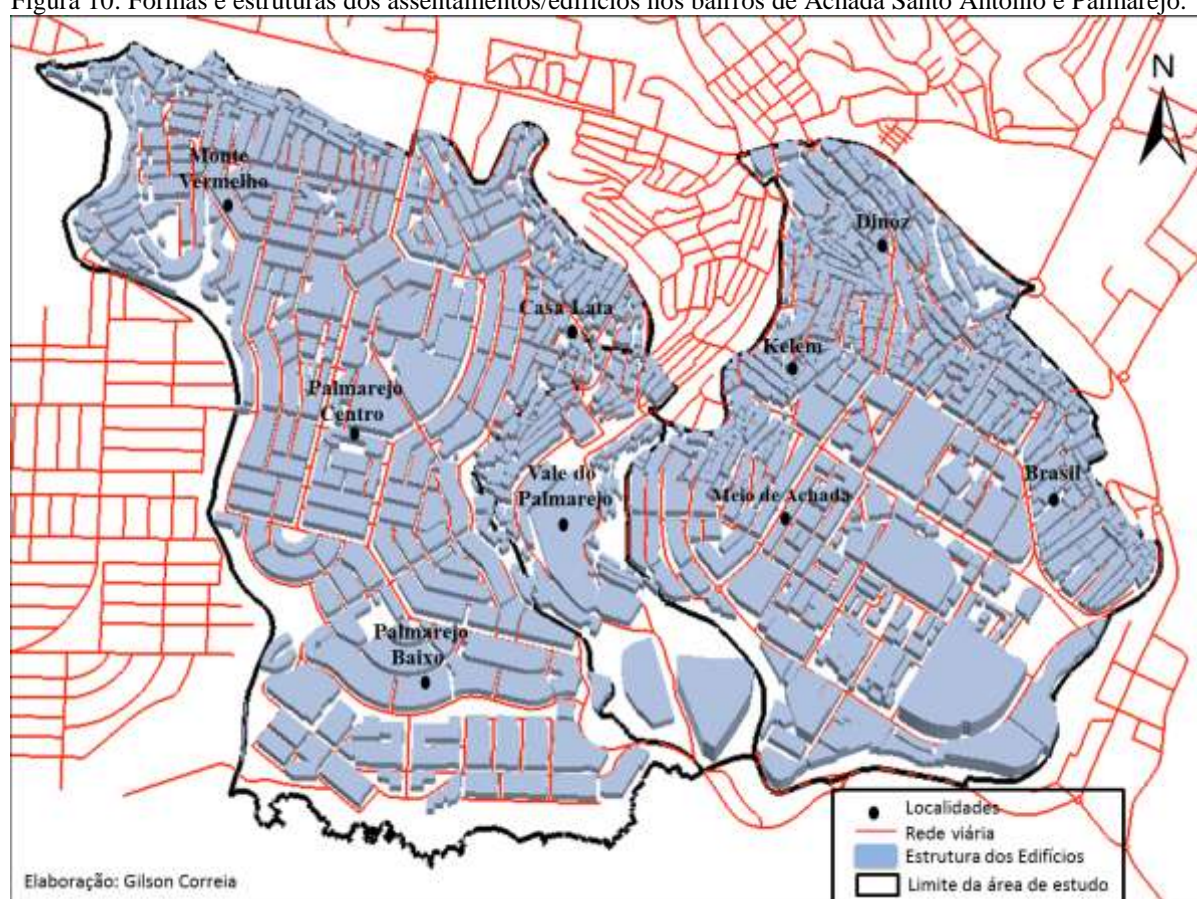 Figura 10: Formas e estruturas dos assentamentos/edifícios nos bairros de Achada Santo António e Palmarejo.
N
Monte
Vermelho
Dinoz
Casa Lata
Kelem
Palmarejo
Centro
Vale do
Palmarejo
Meio de Achada
Brasil
Palmarejo
Baixo
Localidades
Rede viária
Estrutura dos Edifícios
Limite da área de estudo
Elaboração: Gilson Correia